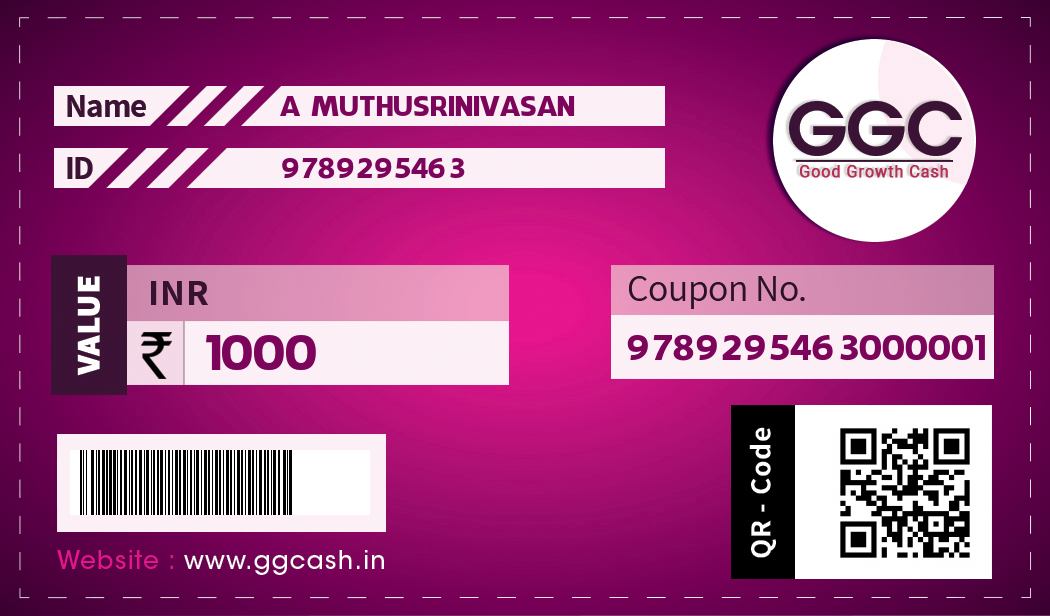 Name A MUTHUSRINIVASAN
ID 9789295463
GGC
Good Growth Cash
VALUE
INR
₹ 1000
Coupon No.
9789295463000001
QR - Code
Website : www.ggcash.in